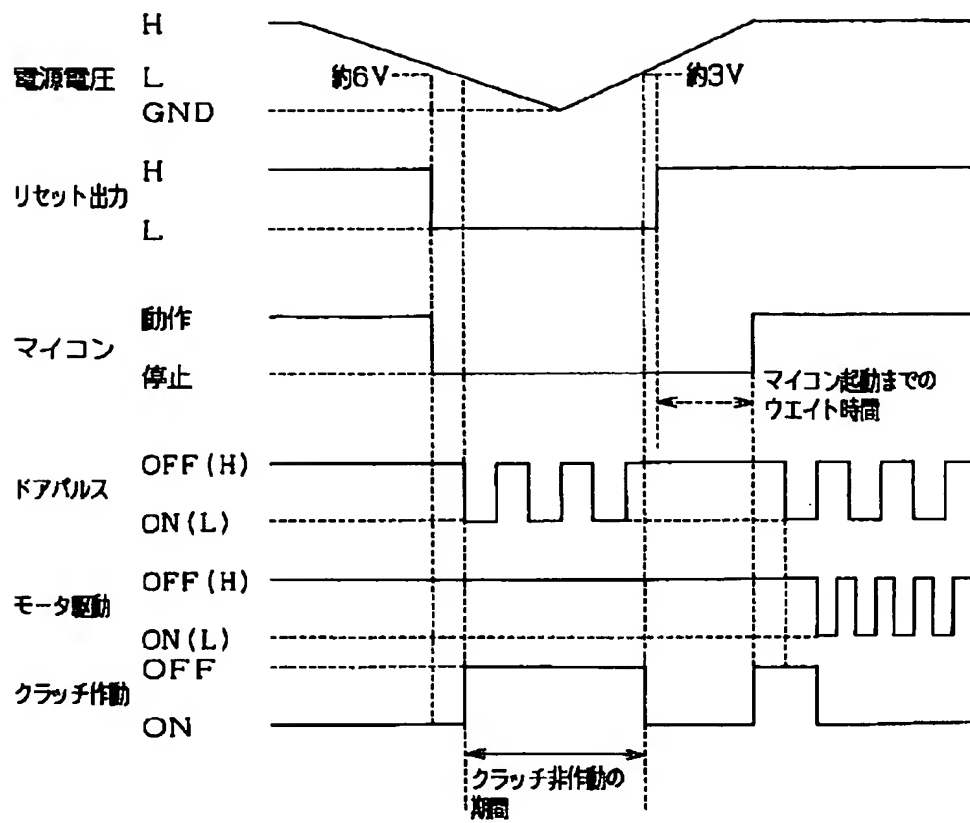 H
電源電圧
L
約6V
約3V
GND
リセット出力
H
L
マイコン
動作
停止
マイコン起動までの
ウエイト時間
ドアパルス
OFF(H)
ON(L)
モータ駆動
OFF(H)
ON(L)
クラッチ作動
OFF
ON
クラッチ非作動の
期間